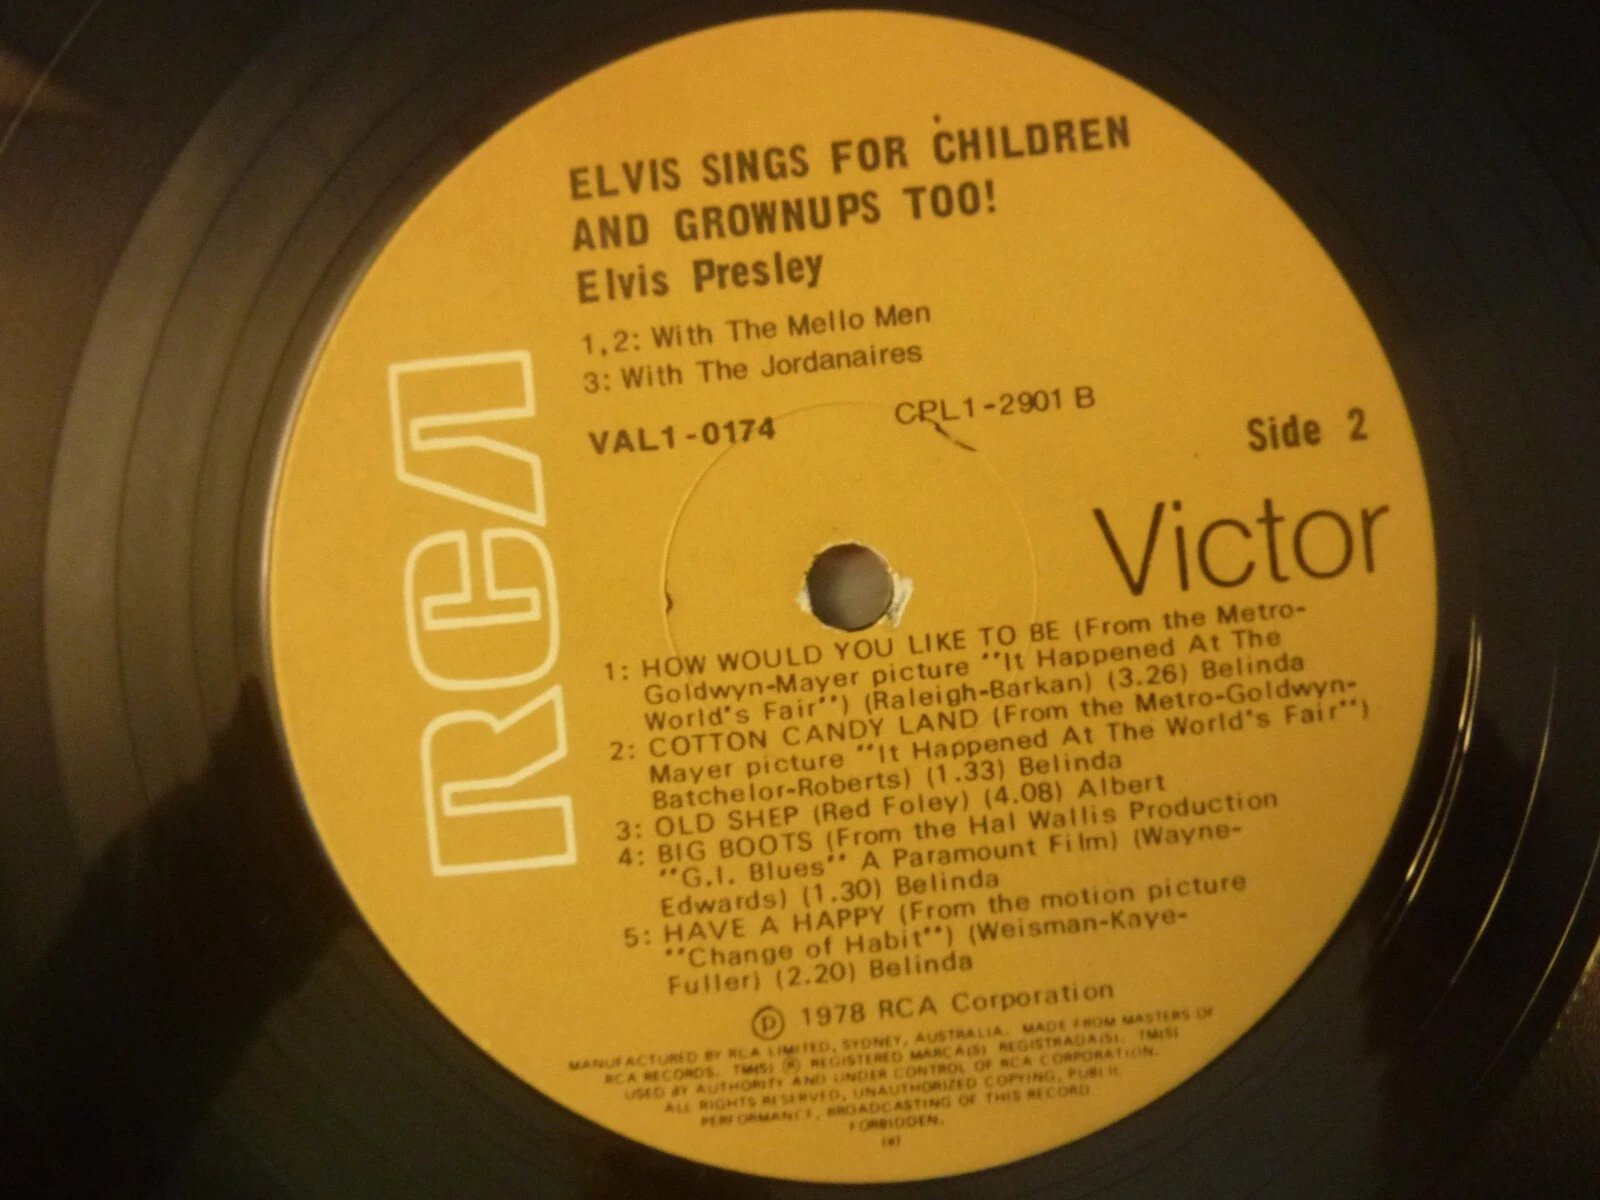 ELVIS SINGS FOR CHILDREN
AND GROWNUPS TOO!
Elvis Presley
1,2: With The Mello Men
3: With The Jordanaires
VAL1-0174
CPL1-2901 B
Side 2
RCA
Victor
1: HOW WOULD YOU LIKE TO BE (From the Metro-
Goldwyn-Mayer picture "It Happened At The
World's Fair") (Raleigh-Barkan) (3.26) Belinda
2: COTTON CANDY LAND (From the Metro-Goldwyn-
Mayer picture "It Happened At The World's Fair")
Batchelor-Roberts) (1.33) Belinda
3: OLD SHEP (Red Foley) (4.08) Albert
4: BIG BOOTS (From the Hal Wallis Production
"G.I. Blues" A Paramount Film) (Wayne-
Edwards) (1.30) Belinda
5: HAVE A HAPPY (From the motion picture
"Change of Habit") (Weisman-Kaye-
Fuller) (2.20) Belinda
Ⓟ 1978 RCA Corporation
MANUFACTURED BY RCA LIMITED, SYDNEY, AUSTRALIA. MADE FROM MASTERS OF
RCA RECORDS. TM(S) ® REGISTERED MARCA(S) REGISTRADA(S). TM(S)
USED BY AUTHORITY AND UNDER CONTROL OF RCA CORPORATION.
ALL RIGHTS RESERVED, UNAUTHORIZED COPYING, PUBLIC
PERFORMANCE, BROADCASTING OF THIS RECORD
FORBIDDEN.